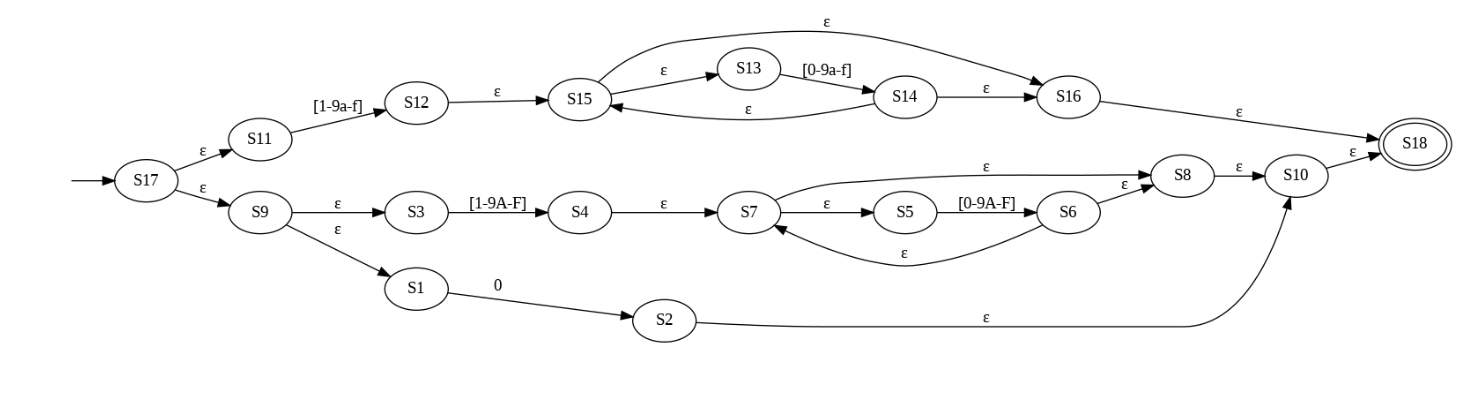 ε
ε
S13
[0-9a-f]
S15
S14
ε
S16
ε
[1-9a-f]
S12
ε
ε
S11
S18
ε
S17
ε
ε
S8
ε
S10
ε
ε
S9
ε
S3
[1-9A-F]
S4
ε
S7
ε
S5
[0-9A-F]
S6
ε
ε
ε
S1
0
S2
ε